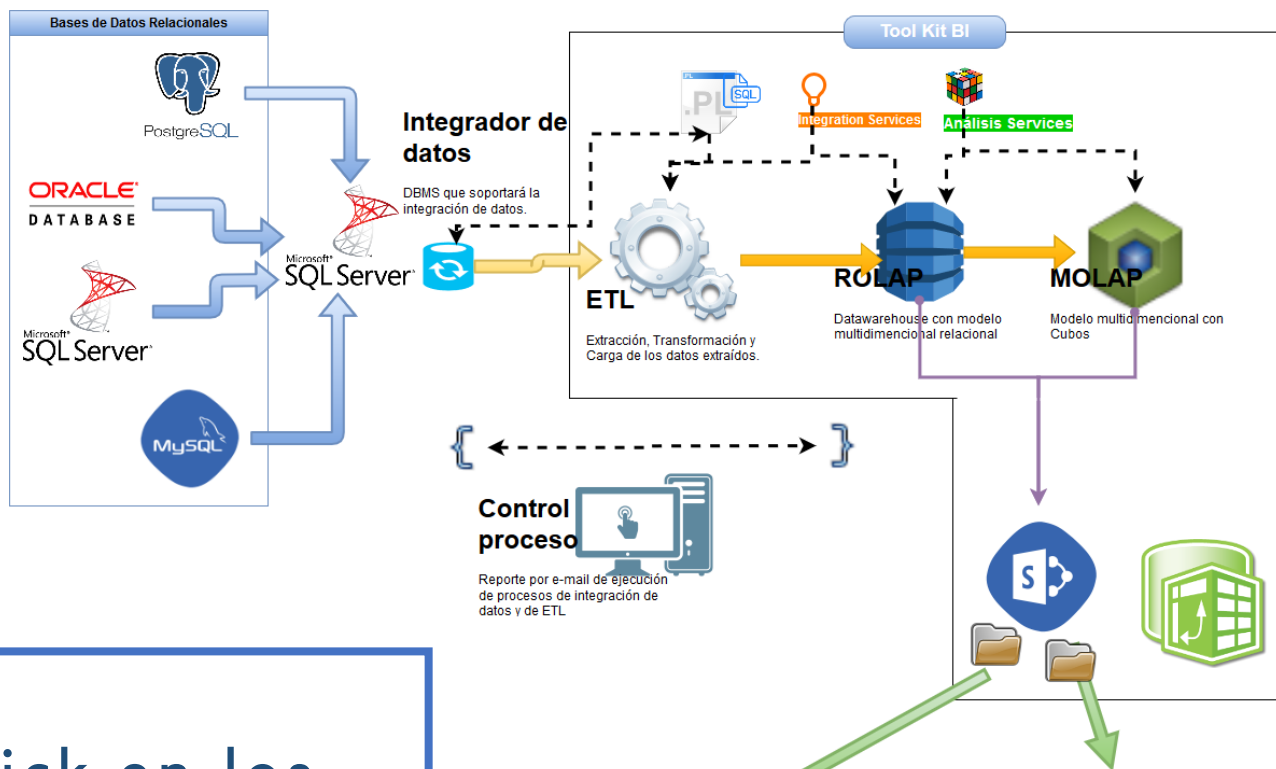 Bases de Datos Relacionales
PostgreSQL
ORACLE
DATABASE
Microsoft
SQL Server
MySQL
Microsoft
SQL Server
Integrador de
datos
DBMS que soportará la
integración de datos.
Tool Kit BI
PL
.PL
SQL
Integration Services
Análisis Services
ETL
Extracción, Transformación y
Carga de los datos extraídos.
ROLAP
Datawarehouse con modelo
multidimencional relacional
MOLAP
Modelo multidimencional con
Cubos
Control
proceso
Reporte por e-mail de ejecución
de procesos de integración de
datos y de ETL
S